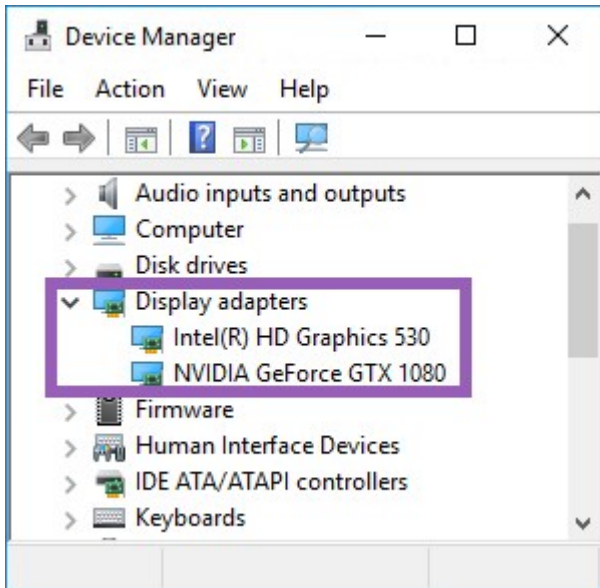 Device Manager
File Action View Help
Audio inputs and outputs
Computer
Disk drives
Display adapters
Intel(R) HD Graphics 530
NVIDIA GeForce GTX 1080
Firmware
Human Interface Devices
IDE ATA/ATAPI controllers
Keyboards